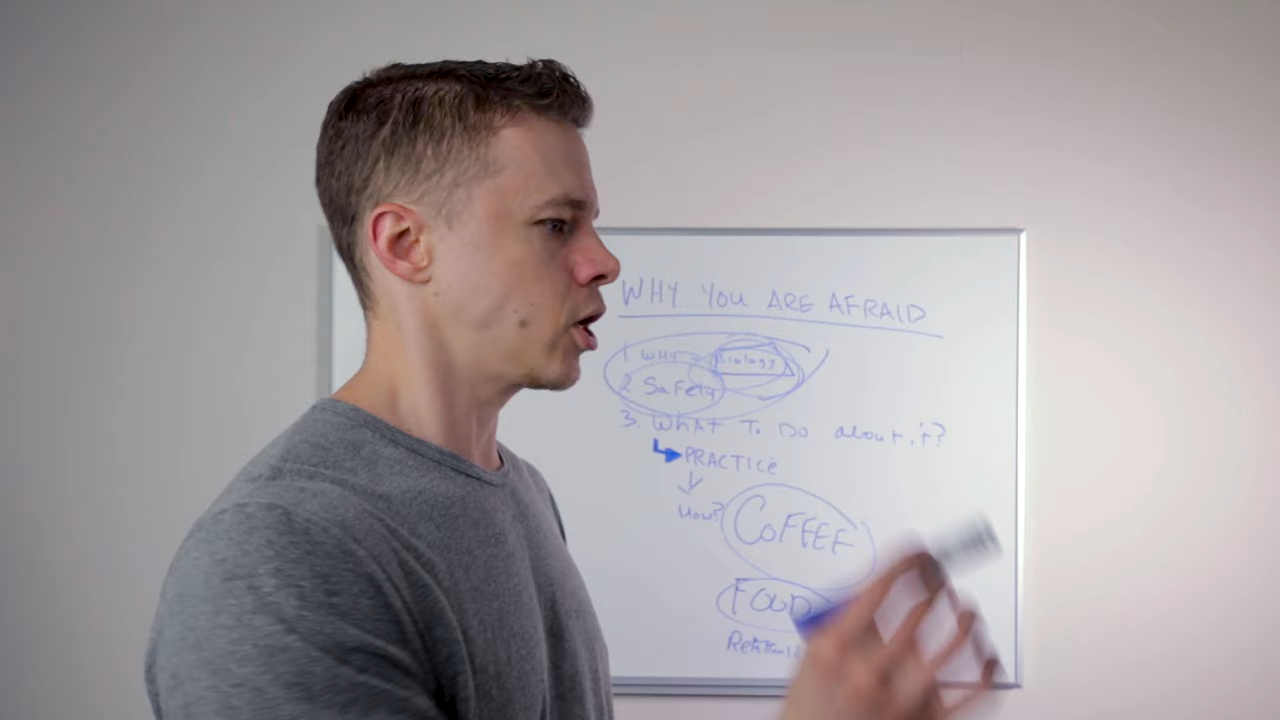 WHY YOU ARE AFRAID
1 WHY - Biology
2 Safety
3. WHAT TO DO about it?
PRACTICE
How?
COFFEE
FOOD